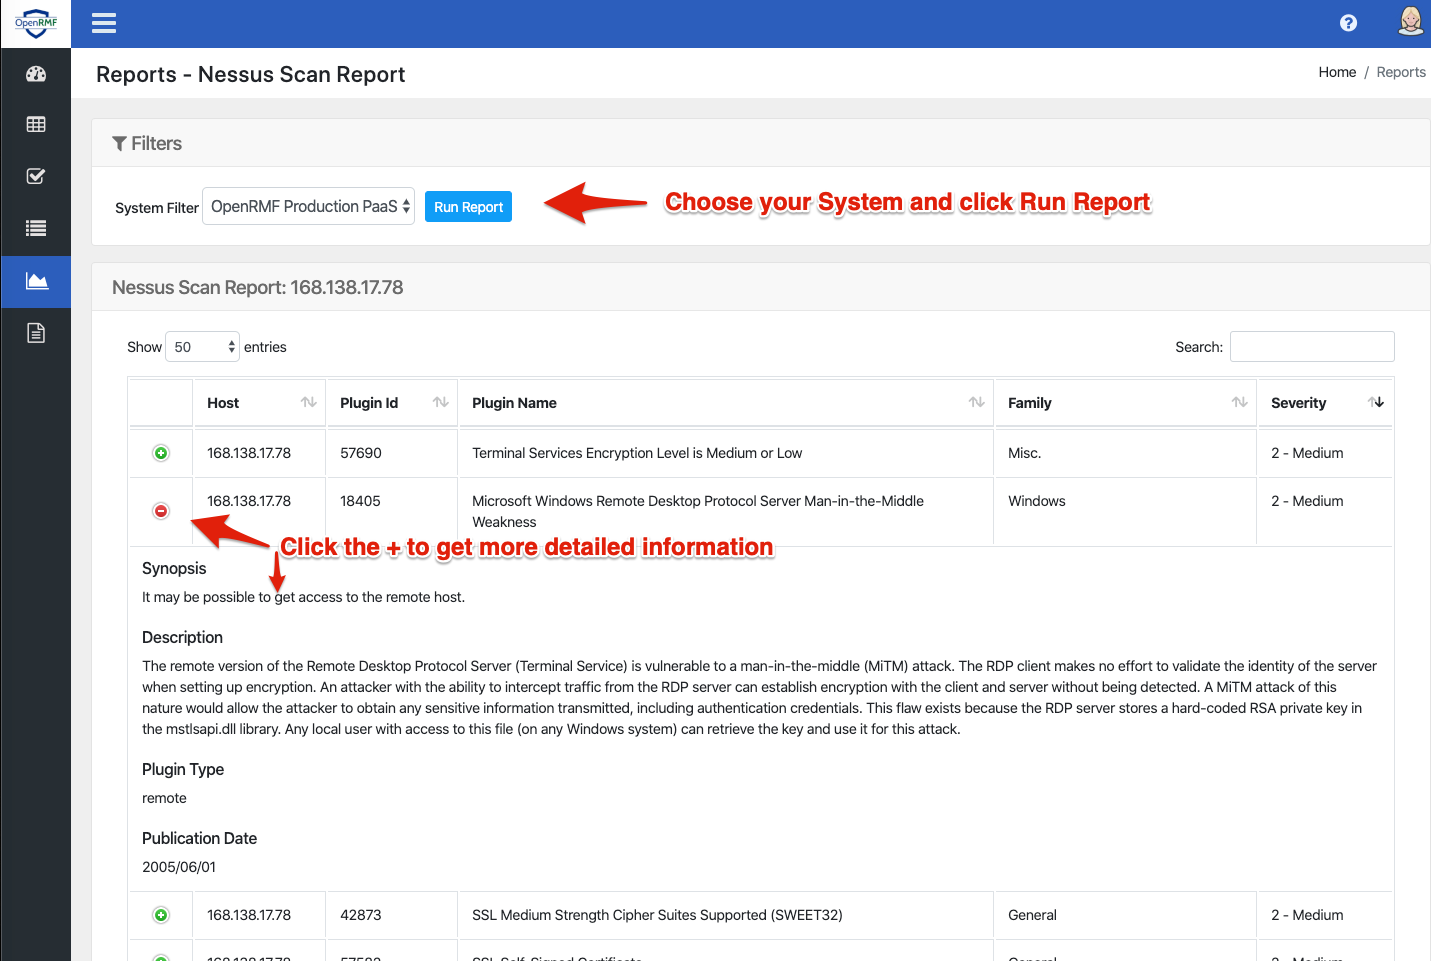 OpenRMF
Reports - Nessus Scan Report
Home / Reports
Filters
System Filter OpenRMF Production PaaS Run Report
Choose your System and click Run Report
Nessus Scan Report: 168.138.17.78
Show 50 entries
Search:
Host Plugin Id Plugin Name Family Severity
168.138.17.78 57690 Terminal Services Encryption Level is Medium or Low Misc. 2 - Medium
168.138.17.78 18405 Microsoft Windows Remote Desktop Protocol Server Man-in-the-Middle Windows 2 - Medium
Weakness
Click the + to get more detailed information
Synopsis
It may be possible to get access to the remote host.
Description
The remote version of the Remote Desktop Protocol Server (Terminal Service) is vulnerable to a man-in-the-middle (MiTM) attack. The RDP client makes no effort to validate the identity of the server
when setting up encryption. An attacker with the ability to intercept traffic from the RDP server can establish encryption with the client and server without being detected. A MiTM attack of this
nature would allow the attacker to obtain any sensitive information transmitted, including authentication credentials. This flaw exists because the RDP server stores a hard-coded RSA private key in
the mstlsapi.dll library. Any local user with access to this file (on any Windows system) can retrieve the key and use it for this attack.
Plugin Type
remote
Publication Date
2005/06/01
168.138.17.78 42873 SSL Medium Strength Cipher Suites Supported (SWEET32) General 2 - Medium
168.138.17.78 57582 SSL Self-Signed Certificate General 2 - Medium